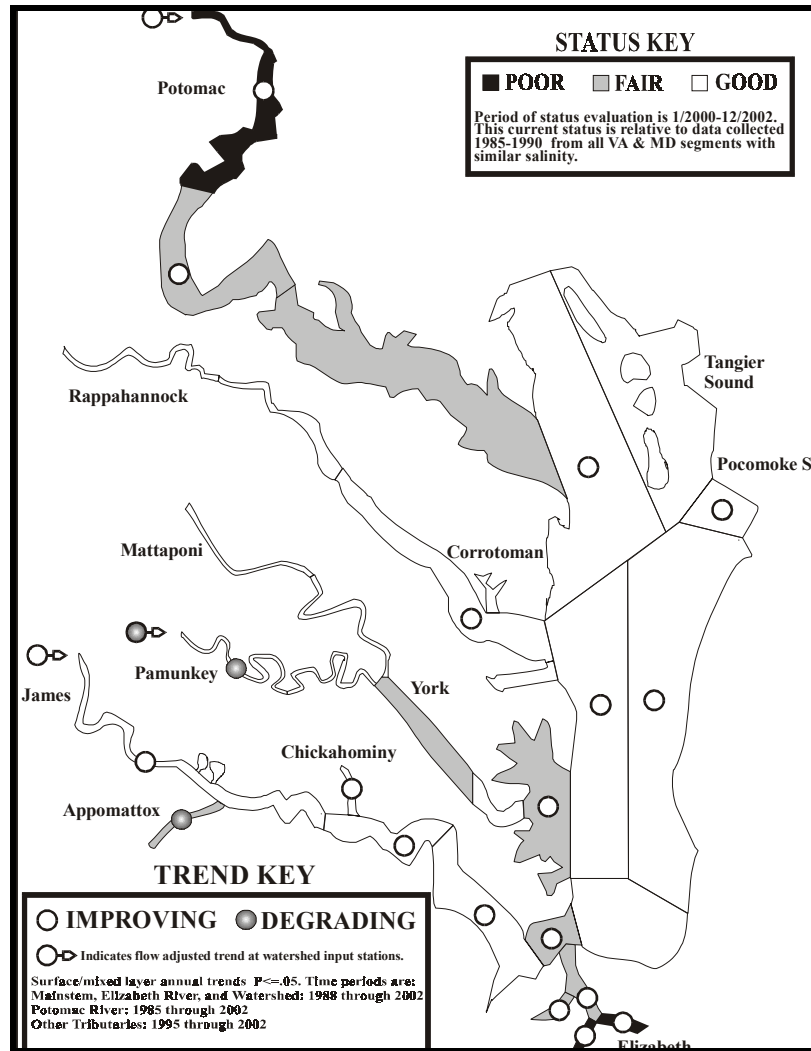 STATUS KEY
POOR FAIR GOOD
Period of status evaluation is 1/2000-12/2002.
This current status is relative to data collected
1985-1990 from all VA & MD segments with
similar salinity.
Potomac
Tangier
Sound
Rappahannock
Pocomoke S
Mattaponi
Corrotoman
Pamunkey
York
James
Chickahominy
Appomattox
TREND KEY
IMPROVING DEGRADING
Indicates flow adjusted trend at watershed input stations.
Surface/mixed layer annual trends P<=.05. Time periods are:
Mainstem, Elizabeth River, and Watershed: 1988 through 2002
Potomac River: 1985 through 2002
Other Tributaries: 1995 through 2002
Elizabeth